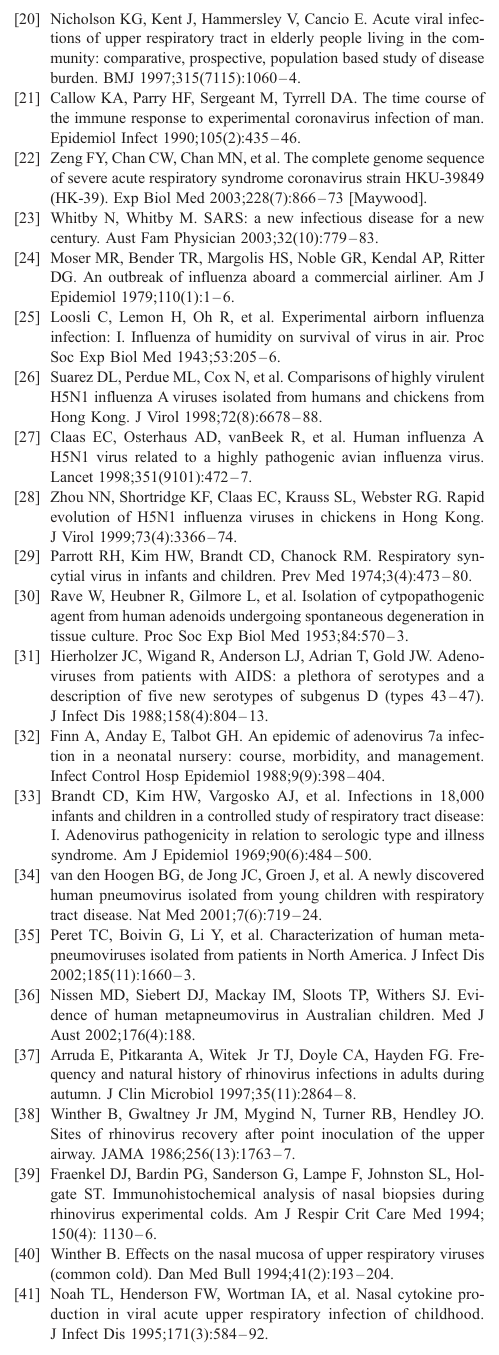 [20] Nicholson KG, Kent J, Hammersley V, Cancio E. Acute viral infec-
tions of upper respiratory tract in elderly people living in the com-
munity: comparative, prospective, population based study of disease
burden. BMJ 1997;315(7115):1060–4.
[21] Callow KA, Parry HF, Sergeant M, Tyrrell DA. The time course of
the immune response to experimental coronavirus infection of man.
Epidemiol Infect 1990;105(2):435–46.
[22] Zeng FY, Chan CW, Chan MN, et al. The complete genome sequence
of severe acute respiratory syndrome coronavirus strain HKU-39849
(HK-39). Exp Biol Med 2003;228(7):866–73 [Maywood].
[23] Whitby N, Whitby M. SARS: a new infectious disease for a new
century. Aust Fam Physician 2003;32(10):779–83.
[24] Moser MR, Bender TR, Margolis HS, Noble GR, Kendal AP, Ritter
DG. An outbreak of influenza aboard a commercial airliner. Am J
Epidemiol 1979;110(1):1–6.
[25] Loosli C, Lemon H, Oh R, et al. Experimental airborn influenza
infection: I. Influenza of humidity on survival of virus in air. Proc
Soc Exp Biol Med 1943;53:205–6.
[26] Suarez DL, Perdue ML, Cox N, et al. Comparisons of highly virulent
H5N1 influenza A viruses isolated from humans and chickens from
Hong Kong. J Virol 1998;72(8):6678–88.
[27] Claas EC, Osterhaus AD, vanBeek R, et al. Human influenza A
H5N1 virus related to a highly pathogenic avian influenza virus.
Lancet 1998;351(9101):472–7.
[28] Zhou NN, Shortridge KF, Claas EC, Krauss SL, Webster RG. Rapid
evolution of H5N1 influenza viruses in chickens in Hong Kong.
J Virol 1999;73(4):3366–74.
[29] Parrott RH, Kim HW, Brandt CD, Chanock RM. Respiratory syn-
cytial virus in infants and children. Prev Med 1974;3(4):473–80.
[30] Rave W, Heubner R, Gilmore L, et al. Isolation of cytpopathogenic
agent from human adenoids undergoing spontaneous degeneration in
tissue culture. Proc Soc Exp Biol Med 1953;84:570–3.
[31] Hierholzer JC, Wigand R, Anderson LJ, Adrian T, Gold JW. Adeno-
viruses from patients with AIDS: a plethora of serotypes and a
description of five new serotypes of subgenus D (types 43–47).
J Infect Dis 1988;158(4):804–13.
[32] Finn A, Anday E, Talbot GH. An epidemic of adenovirus 7a infec-
tion in a neonatal nursery: course, morbidity, and management.
Infect Control Hosp Epidemiol 1988;9(9):398–404.
[33] Brandt CD, Kim HW, Vargosko AJ, et al. Infections in 18,000
infants and children in a controlled study of respiratory tract disease:
I. Adenovirus pathogenicity in relation to serologic type and illness
syndrome. Am J Epidemiol 1969;90(6):484–500.
[34] van den Hoogen BG, de Jong JC, Groen J, et al. A newly discovered
human pneumovirus isolated from young children with respiratory
tract disease. Nat Med 2001;7(6):719–24.
[35] Peret TC, Boivin G, Li Y, et al. Characterization of human meta-
pneumoviruses isolated from patients in North America. J Infect Dis
2002;185(11):1660–3.
[36] Nissen MD, Siebert DJ, Mackay IM, Sloots TP, Withers SJ. Evi-
dence of human metapneumovirus in Australian children. Med J
Aust 2002;176(4):188.
[37] Arruda E, Pitkaranta A, Witek Jr TJ, Doyle CA, Hayden FG. Fre-
quency and natural history of rhinovirus infections in adults during
autumn. J Clin Microbiol 1997;35(11):2864–8.
[38] Winther B, Gwaltney Jr JM, Mygind N, Turner RB, Hendley JO.
Sites of rhinovirus recovery after point inoculation of the upper
airway. JAMA 1986;256(13):1763–7.
[39] Fraenkel DJ, Bardin PG, Sanderson G, Lampe F, Johnston SL, Hol-
gate ST. Immunohistochemical analysis of nasal biopsies during
rhinovirus experimental colds. Am J Respir Crit Care Med 1994;
150(4): 1130–6.
[40] Winther B. Effects on the nasal mucosa of upper respiratory viruses
(common cold). Dan Med Bull 1994;41(2):193–204.
[41] Noah TL, Henderson FW, Wortman IA, et al. Nasal cytokine pro-
duction in viral acute upper respiratory infection of childhood.
J Infect Dis 1995;171(3):584–92.